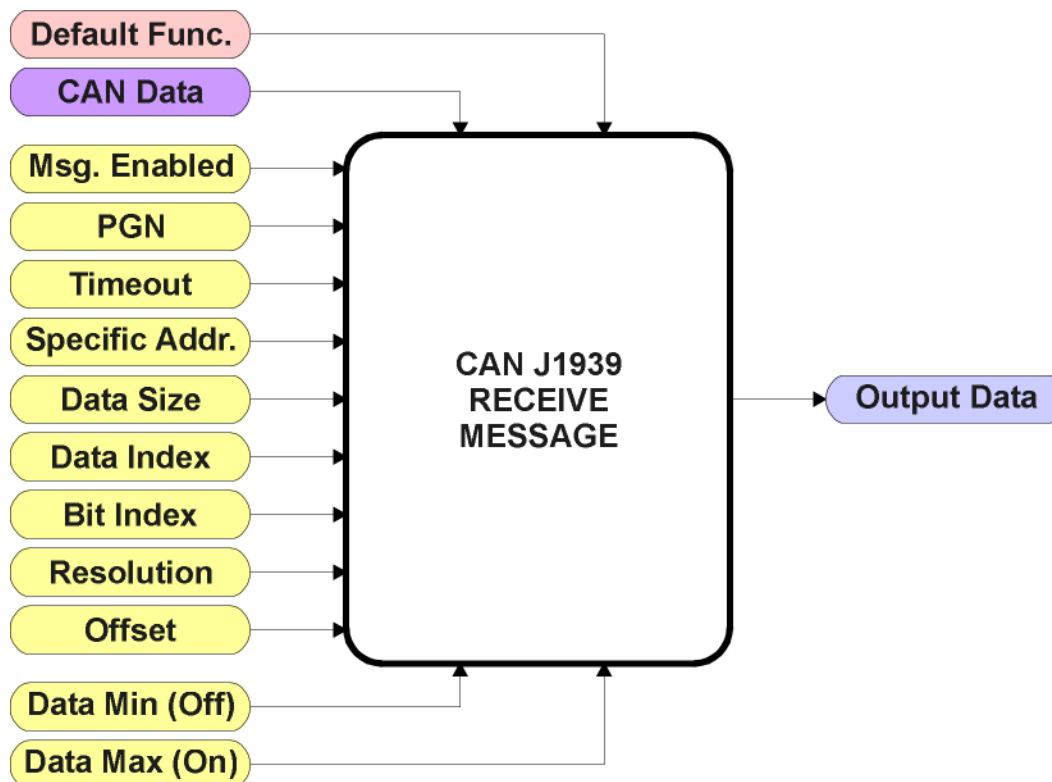 Default Func.
CAN Data
Msg. Enabled
PGN
Timeout
Specific Addr.
Data Size
Data Index
Bit Index
Resolution
Offset
Data Min (Off)
Data Max (On)
CAN J1939
RECEIVE
MESSAGE
Output Data